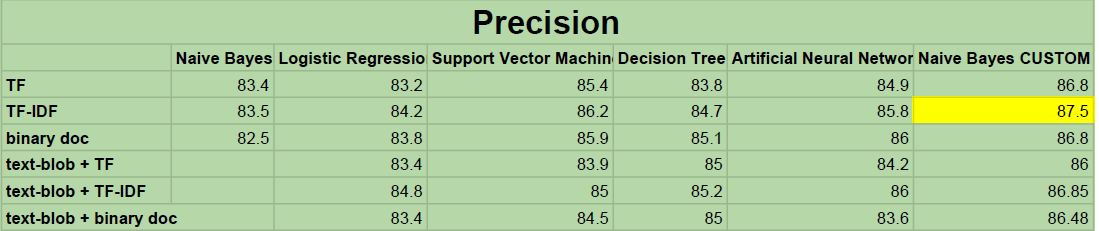 Precision
Naive Bayes Logistic Regressio Support Vector Machin Decision Tree Artificial Neural Networ Naive Bayes CUSTOM
TF 83.4 83.2 85.4 83.8 84.9 86.8
TF-IDF 83.5 84.2 86.2 84.7 85.8 87.5
binary doc 82.5 83.8 85.9 85.1 86 86.8
text-blob + TF 83.4 83.9 85 84.2 86
text-blob + TF-IDF 84.8 85 85.2 86 86.85
text-blob + binary doc 83.4 84.5 85 83.6 86.48